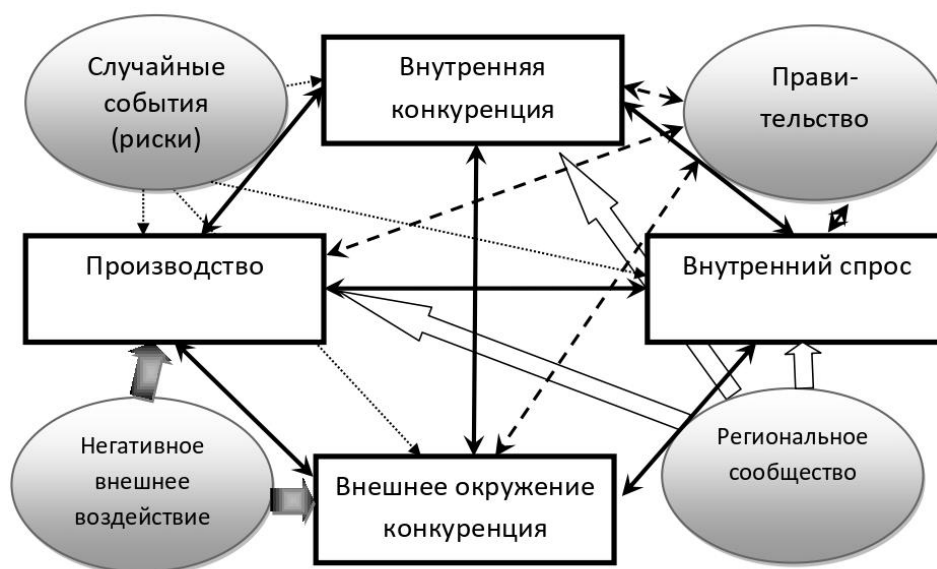 Случайные
события
(риски)
Внутренняя
конкуренция
Прави-
тельство
Производство
Внутренний спрос
Негативное
внешнее
воздействие
Внешнее окружение
конкуренция
Региональное
сообщество